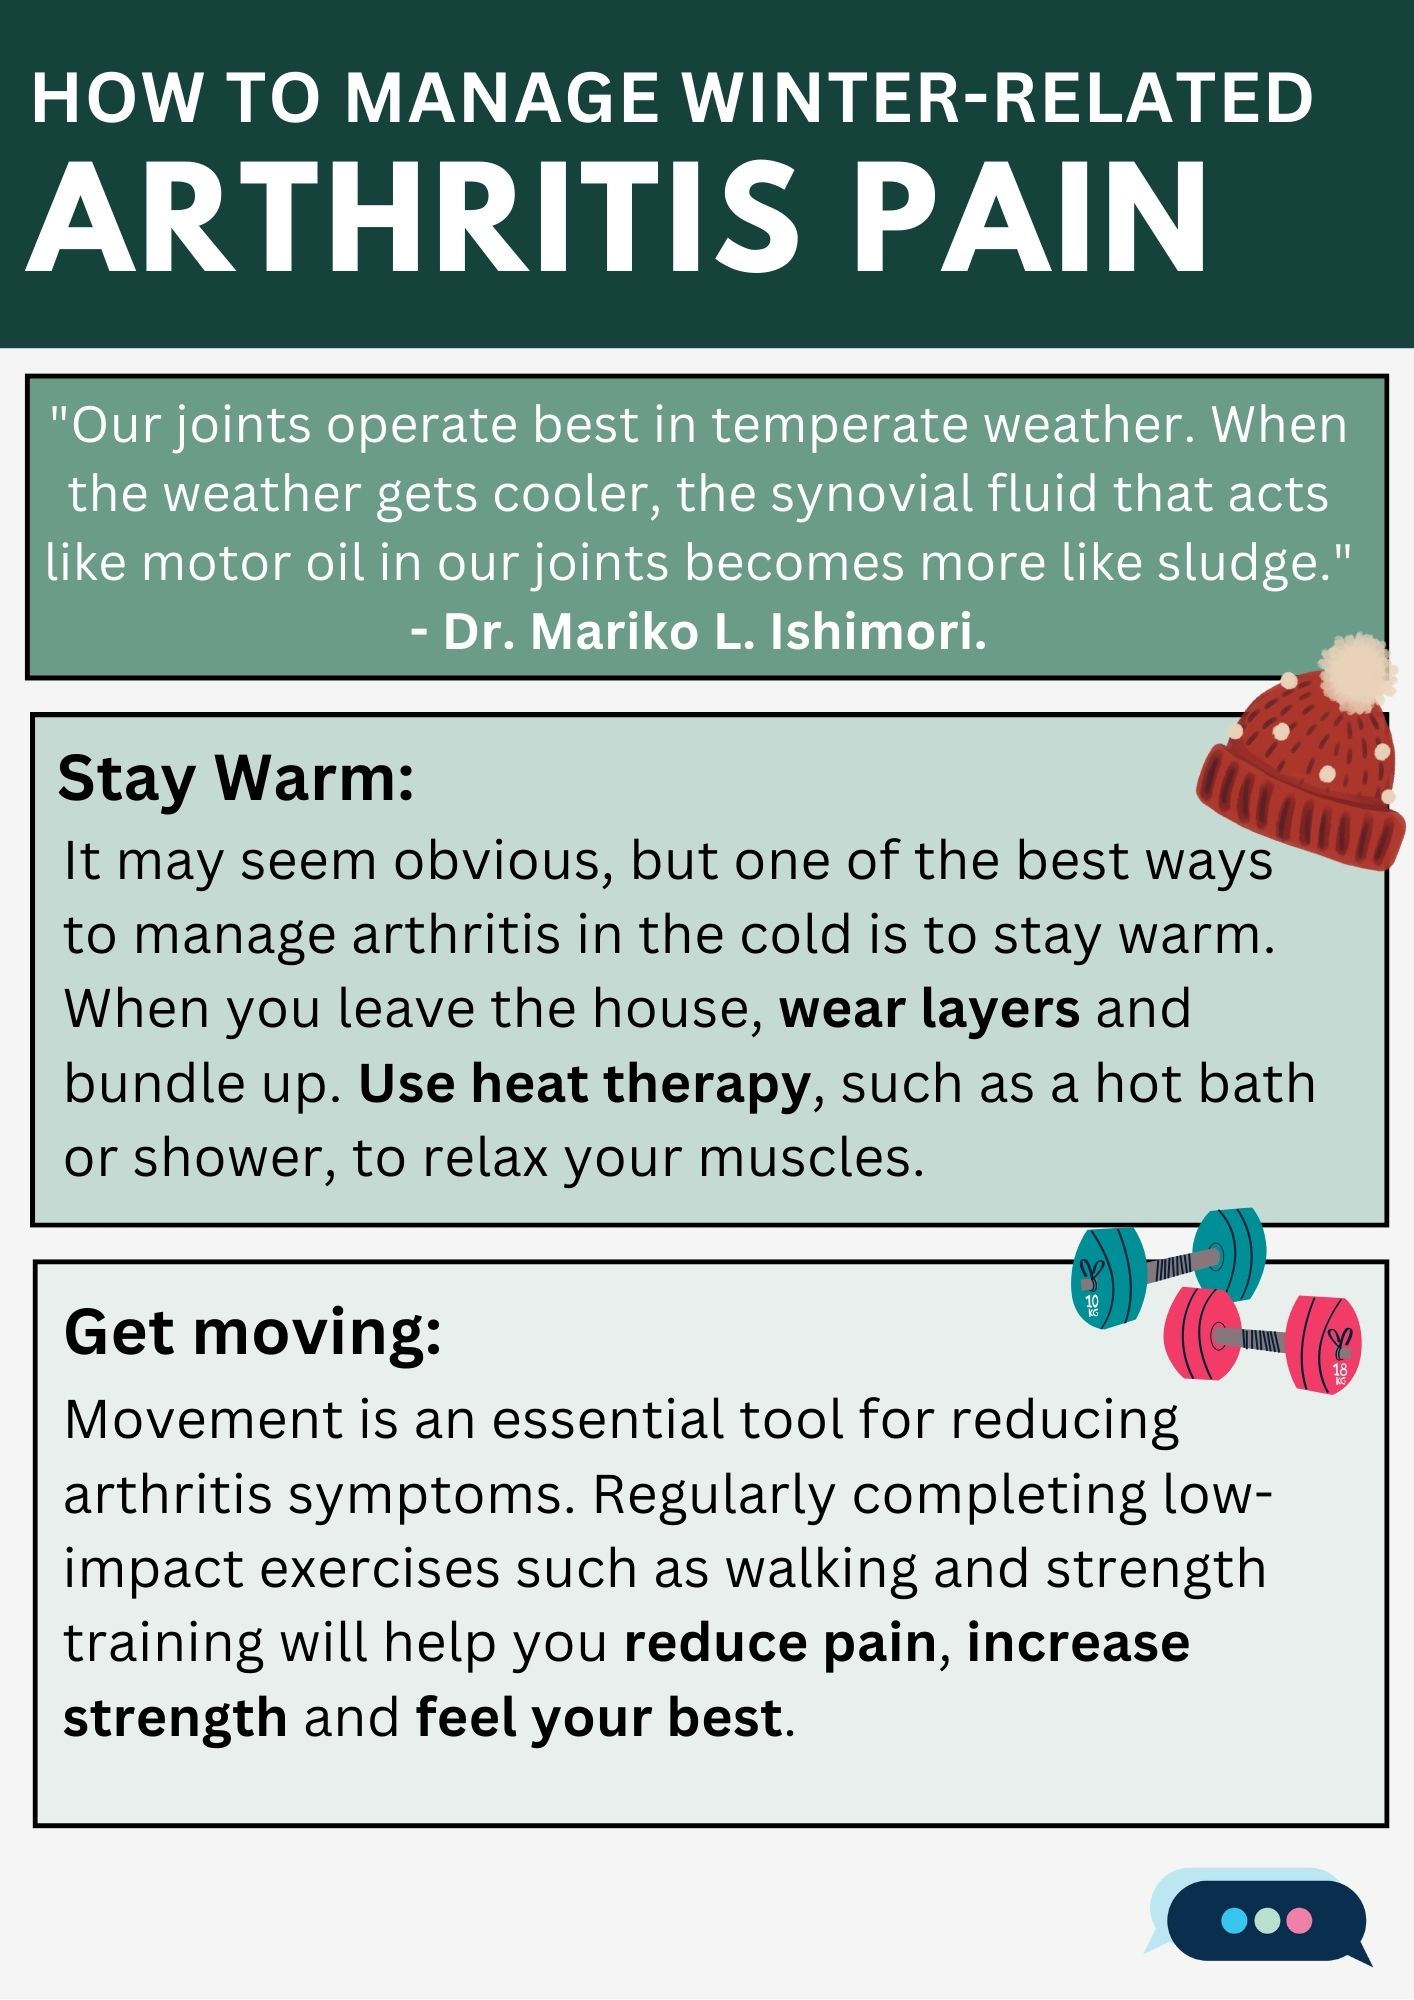 HOW TO MANAGE WINTER-RELATED
ARTHRITIS PAIN
"Our joints operate best in temperate weather. When
the weather gets cooler, the synovial fluid that acts
like motor oil in our joints becomes more like sludge."
- Dr. Mariko L. Ishimori.
Stay Warm:
It may seem obvious, but one of the best ways
to manage arthritis in the cold is to stay warm.
When you leave the house, wear layers and
bundle up. Use heat therapy, such as a hot bath
or shower, to relax your muscles.
10
KG
18
KG
Get moving:
Movement is an essential tool for reducing
arthritis symptoms. Regularly completing low-
impact exercises such as walking and strength
training will help you reduce pain, increase
strength and feel your best.